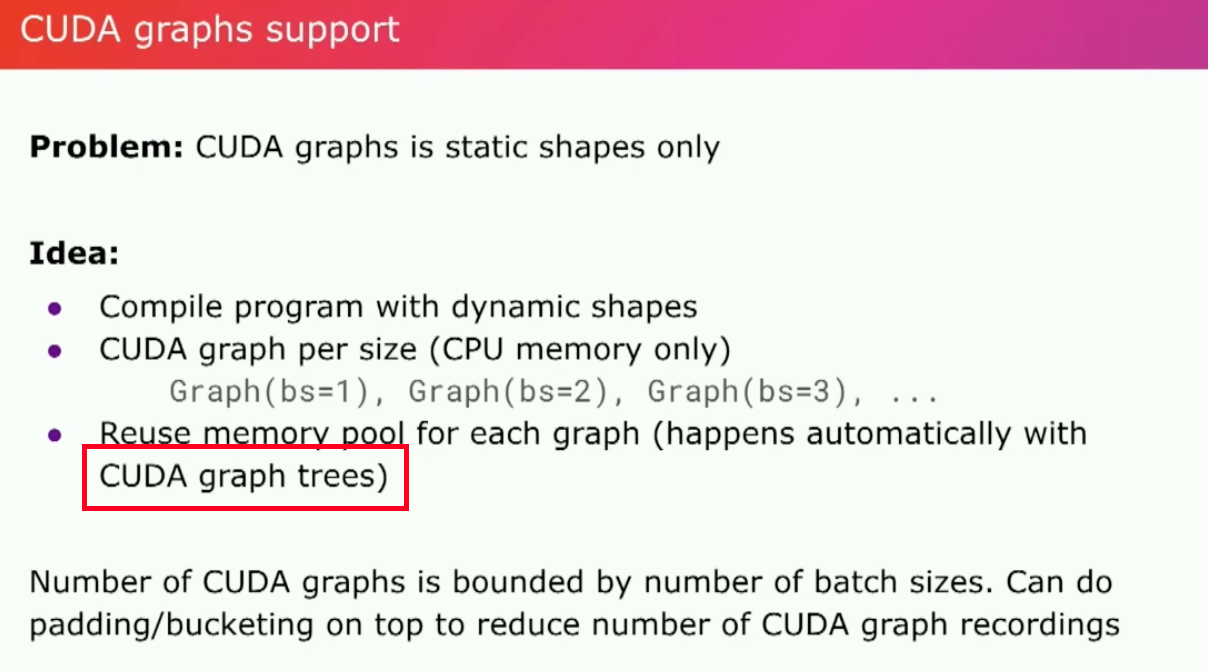 CUDA graphs support
Problem: CUDA graphs is static shapes only
Idea:
● Compile program with dynamic shapes
● CUDA graph per size (CPU memory only)
Graph(bs=1), Graph(bs=2), Graph(bs=3), ...
● Reuse memory pool for each graph (happens automatically with
CUDA graph trees)
Number of CUDA graphs is bounded by number of batch sizes. Can do
padding/bucketing on top to reduce number of CUDA graph recordings